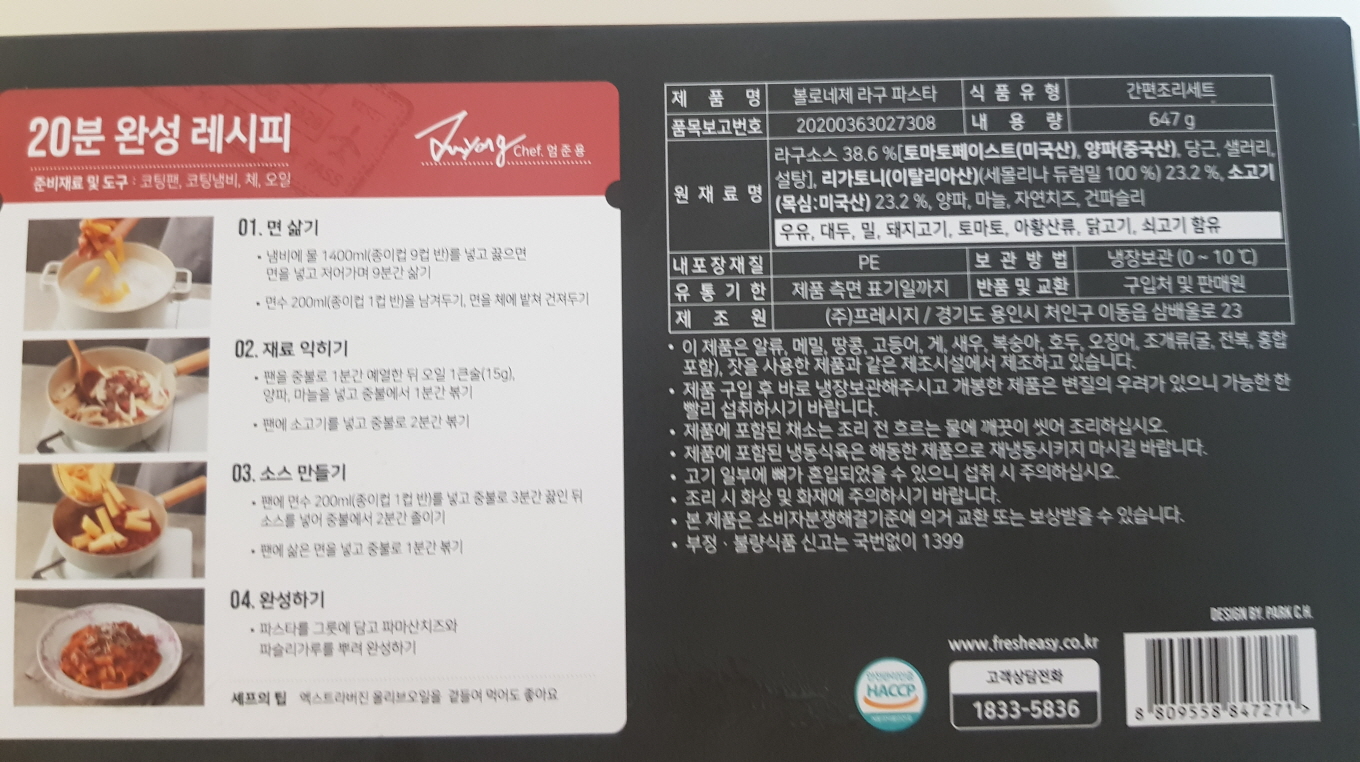 20분 완성 레시피
Chef. 엄준용
준비재료 및 도구 : 코팅팬, 코팅냄비, 체, 오일
01. 면 삶기
• 냄비에 물 1400ml(종이컵 9컵 반)를 넣고 끓으면
면을 넣고 저어가며 9분간 삶기
• 면수 200ml(종이컵 1컵 반)을 남겨두기, 면을 체에 밭쳐 건져두기
02. 재료 익히기
• 팬을 중불로 1분간 예열한 뒤 오일 1큰술(15g),
양파, 마늘을 넣고 중불에서 1분간 볶기
• 팬에 소고기를 넣고 중불로 2분간 볶기
03. 소스 만들기
• 팬에 면수 200ml(종이컵 1컵 반)를 넣고 중불로 3분간 끓인 뒤
소스를 넣어 중불에서 2분간 졸이기
• 팬에 삶은 면을 넣고 중불로 1분간 볶기
04. 완성하기
• 파스타를 그릇에 담고 파마산치즈와
파슬리가루를 뿌려 완성하기
셰프의 팁 엑스트라버진 올리브오일을 곁들여 먹어도 좋아요
제 품 명 볼로네제 라구 파스타 식 품 유 형 간편조리세트
품목보고번호 20200363027308 내 용 량 647 g
원 재 료 명
라구소스 38.6 %[토마토페이스트(미국산), 양파(중국산), 당근, 샐러리,
설탕], 리가토니(이탈리아산)(세몰리나 듀럼밀 100 %) 23.2 %, 소고기
(목심:미국산) 23.2 %, 양파, 마늘, 자연치즈, 건파슬리
우유, 대두, 밀, 돼지고기, 토마토, 아황산류, 닭고기, 쇠고기 함유
내포장재질 PE 보 관 방 법 냉장보관 (0 ~ 10 ℃)
유 통 기 한 제품 측면 표기일까지 반품 및 교환 구입처 및 판매원
제 조 원 (주)프레시지 / 경기도 용인시 처인구 이동읍 삼배울로 23
• 이 제품은 알류, 메밀, 땅콩, 고등어, 게, 새우, 복숭아, 호두, 오징어, 조개류(굴, 전복, 홍합
포함), 잣을 사용한 제품과 같은 제조시설에서 제조하고 있습니다.
• 제품 구입 후 바로 냉장보관해주시고 개봉한 제품은 변질의 우려가 있으니 가능한 한
빨리 섭취하시기 바랍니다.
• 제품에 포함된 채소는 조리 전 흐르는 물에 깨끗이 씻어 조리하십시오.
• 제품에 포함된 냉동식육은 해동한 제품으로 재냉동시키지 마시길 바랍니다.
• 고기 일부에 뼈가 혼입되었을 수 있으니 섭취 시 주의하십시오.
• 조리 시 화상 및 화재에 주의하시기 바랍니다.
• 본 제품은 소비자분쟁해결기준에 의거 교환 또는 보상받을 수 있습니다.
• 부정 · 불량식품 신고는 국번없이 1399
DESIGN BY. PARK C.H.
www.fresheasy.co.kr
HACCP
고객상담전화
1833-5836
8 809558 847271 >